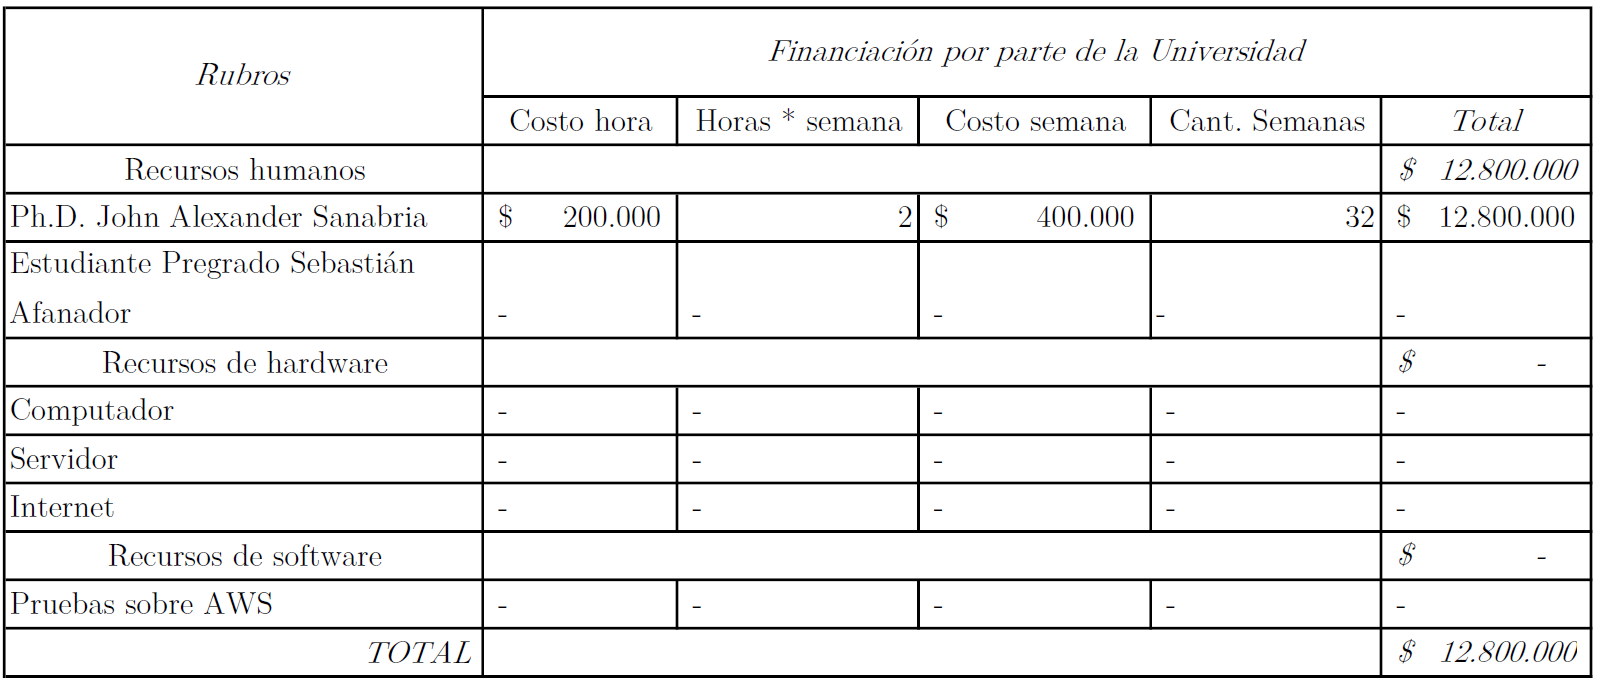 Rubros
Financiación por parte de la Universidad
Costo hora Horas * semana Costo semana Cant. Semanas Total
Recursos humanos $ 12.800.000
Ph.D. John Alexander Sanabria $ 200.000 2 $ 400.000 32 $ 12.800.000
Estudiante Pregrado Sebastián
Afanador - - - - -
Recursos de hardware $ -
Computador - - - - -
Servidor - - - - -
Internet - - - - -
Recursos de software $ -
Pruebas sobre AWS - - - - -
TOTAL $ 12.800.000